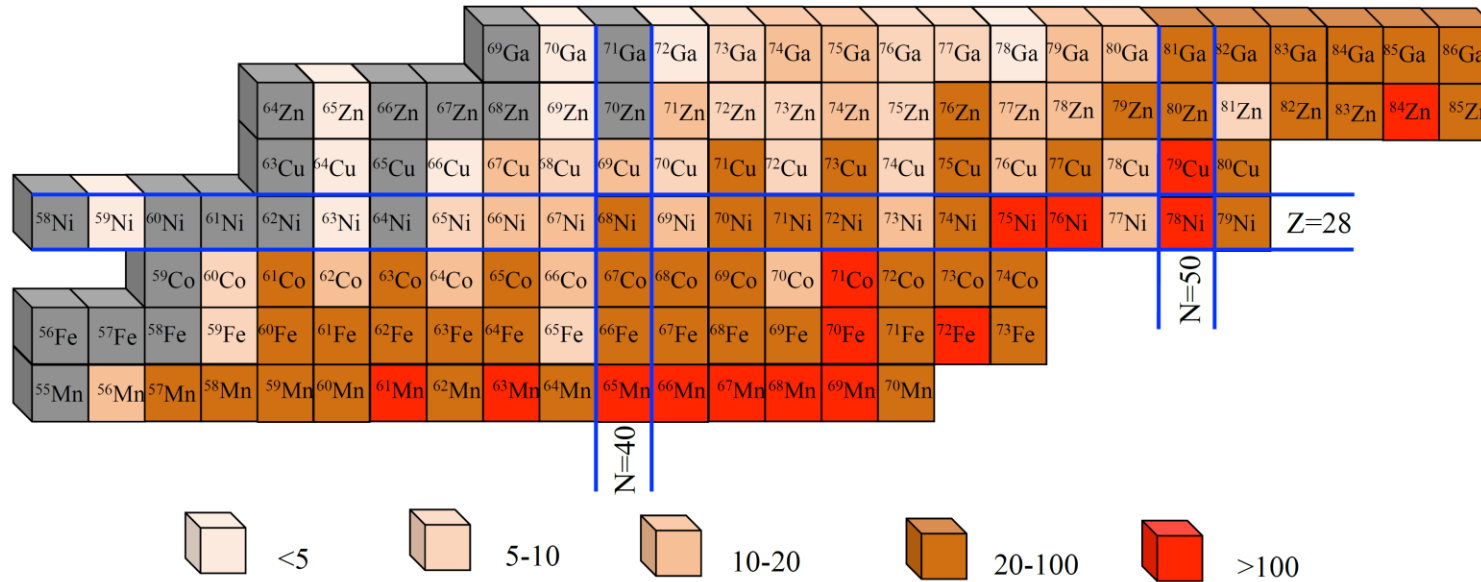 69Ga 70Ga 71Ga 72Ga 73Ga 74Ga 75Ga 76Ga 77Ga 78Ga 79Ga 80Ga 81Ga 82Ga 83Ga 84Ga 85Ga 86Ga
64Zn 65Zn 66Zn 67Zn 68Zn 69Zn 70Zn 71Zn 72Zn 73Zn 74Zn 75Zn 76Zn 77Zn 78Zn 79Zn 80Zn 81Zn 82Zn 83Zn 84Zn 85Zn
63Cu 64Cu 65Cu 66Cu 67Cu 68Cu 69Cu 70Cu 71Cu 72Cu 73Cu 74Cu 75Cu 76Cu 77Cu 78Cu 79Cu 80Cu
58Ni 59Ni 60Ni 61Ni 62Ni 63Ni 64Ni 65Ni 66Ni 67Ni 68Ni 69Ni 70Ni 71Ni 72Ni 73Ni 74Ni 75Ni 76Ni 77Ni 78Ni 79Ni Z=28
59Co 60Co 61Co 62Co 63Co 64Co 65Co 66Co 67Co 68Co 69Co 70Co 71Co 72Co 73Co 74Co
56Fe 57Fe 58Fe 59Fe 60Fe 61Fe 62Fe 63Fe 64Fe 65Fe 66Fe 67Fe 68Fe 69Fe 70Fe 71Fe 72Fe 73Fe
N=50
55Mn 56Mn 57Mn 58Mn 59Mn 60Mn 61Mn 62Mn 63Mn 64Mn 65Mn 66Mn 67Mn 68Mn 69Mn 70Mn
N=40
<5 5-10 10-20 20-100 >100